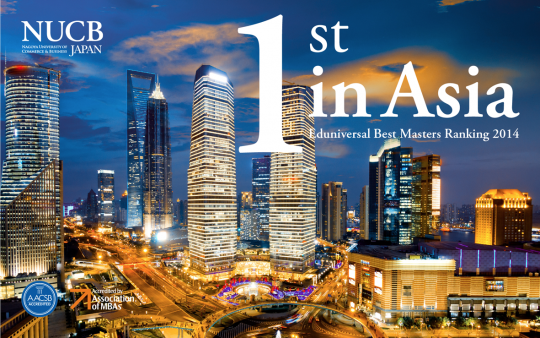 NUCB
NAGOYA UNIVERSITY OF
COMMERCE & BUSINESS
JAPAN
1st
in Asia
Eduniversal Best Masters Ranking 2014
AACSB
ACCREDITED
Accredited by
Association
of MBAs